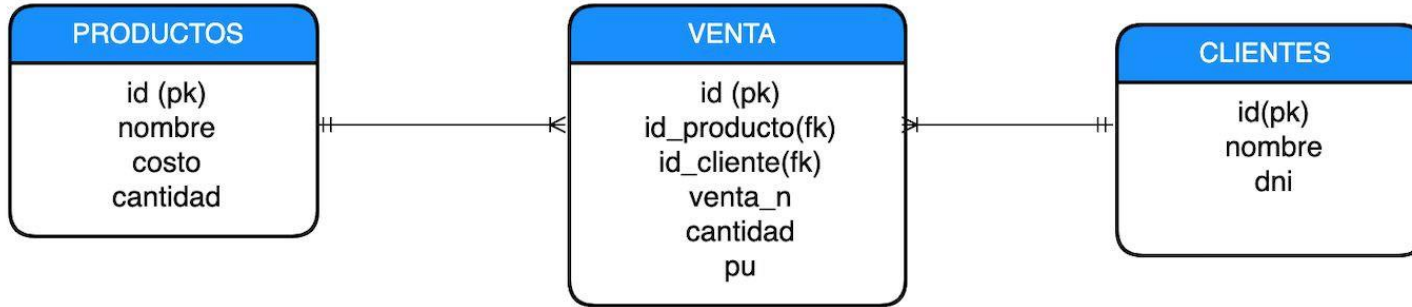 PRODUCTOS
id (pk)
nombre
costo
cantidad
VENTA
id (pk)
id_producto(fk)
id_cliente(fk)
venta_n
cantidad
pu
CLIENTES
id(pk)
nombre
dni